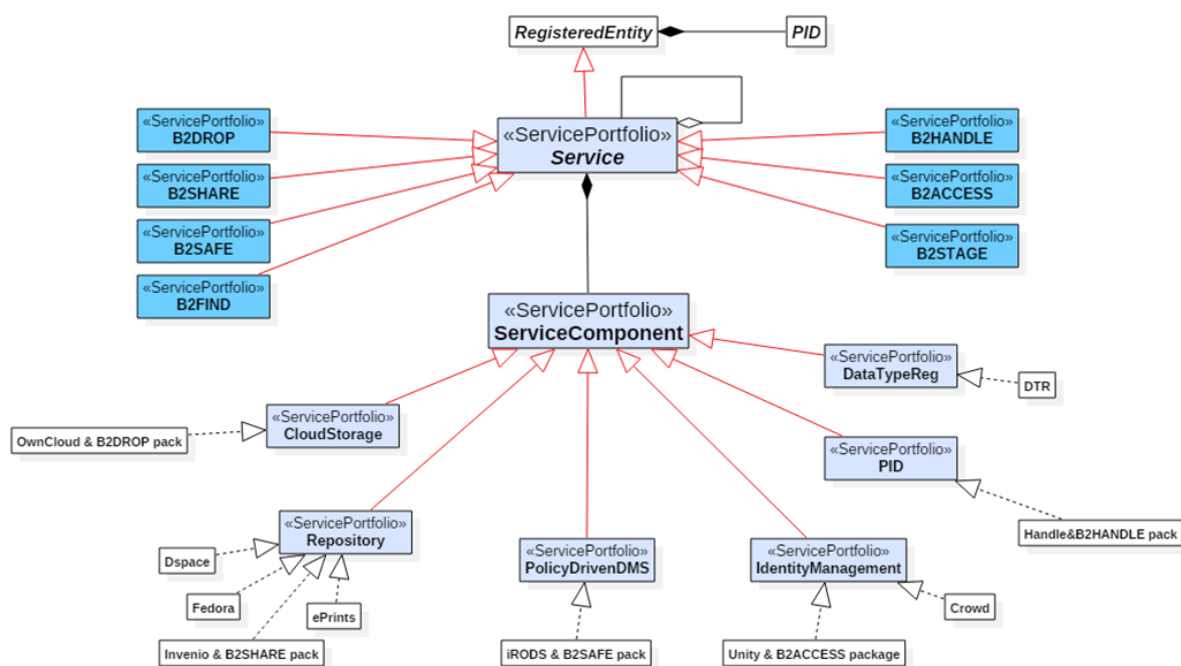 RegisteredEntity
PID
«ServicePortfolio»
B2DROP
«ServicePortfolio»
Service
«ServicePortfolio»
B2HANDLE
«ServicePortfolio»
B2SHARE
«ServicePortfolio»
B2ACCESS
«ServicePortfolio»
B2SAFE
«ServicePortfolio»
B2STAGE
«ServicePortfolio»
B2FIND
«ServicePortfolio»
ServiceComponent
«ServicePortfolio»
DataTypeReg
DTR
«ServicePortfolio»
CloudStorage
OwnCloud & B2DROP pack
«ServicePortfolio»
PID
«ServicePortfolio»
Repository
Handle&B2HANDLE pack
Dspace
«ServicePortfolio»
PolicyDrivenDMS
«ServicePortfolio»
IdentityManagement
Fedora
ePrints
Crowd
Invenio & B2SHARE pack
iRODS & B2SAFE pack
Unity & B2ACCESS package